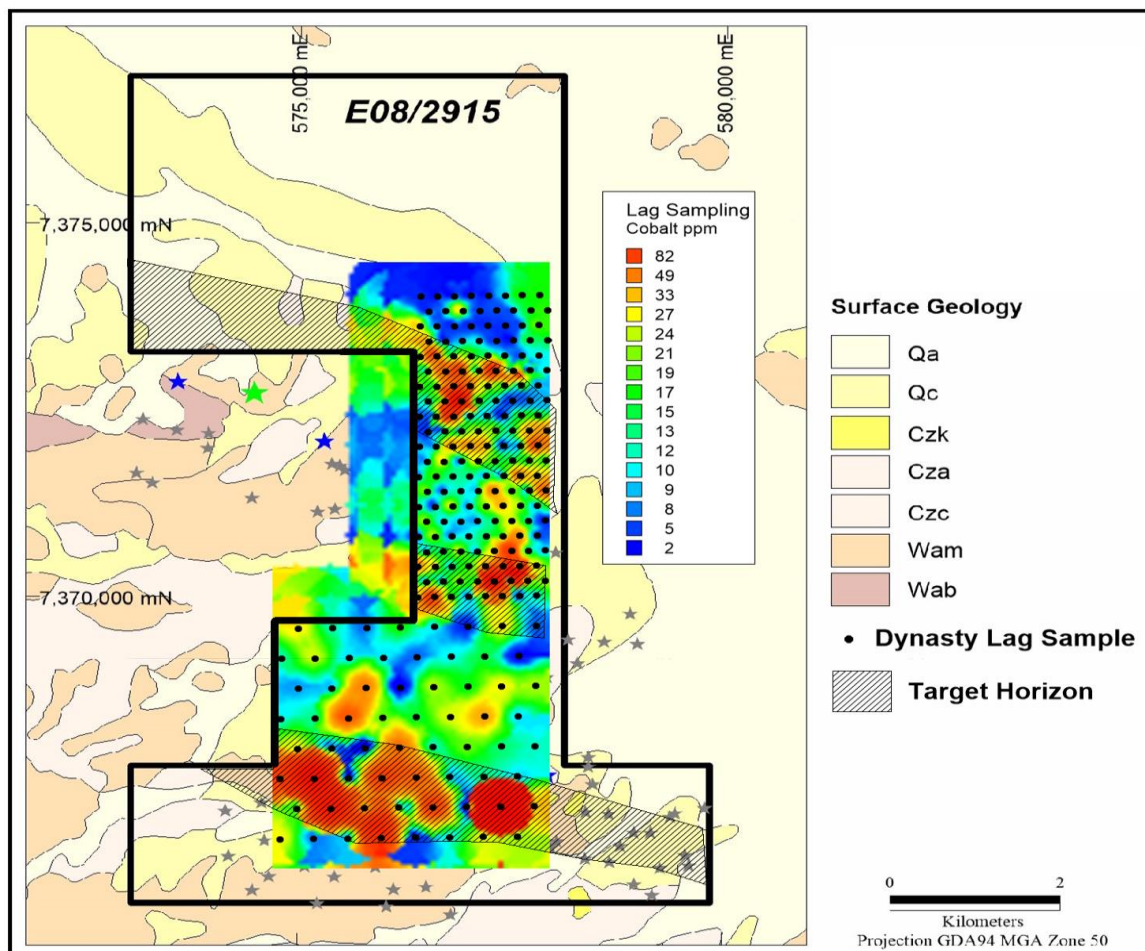 575,000 mE
580,000 mE
E08/2915
7,375,000 mN
7,370,000 mN
Lag Sampling
Cobalt ppm
82
49
33
27
24
21
19
17
15
13
12
10
9
8
5
2
Surface Geology
Qa
Qc
Czk
Cza
Czc
Wam
Wab
Dynasty Lag Sample
Target Horizon
0 2
Kilometers
Projection GDA94 MGA Zone 50